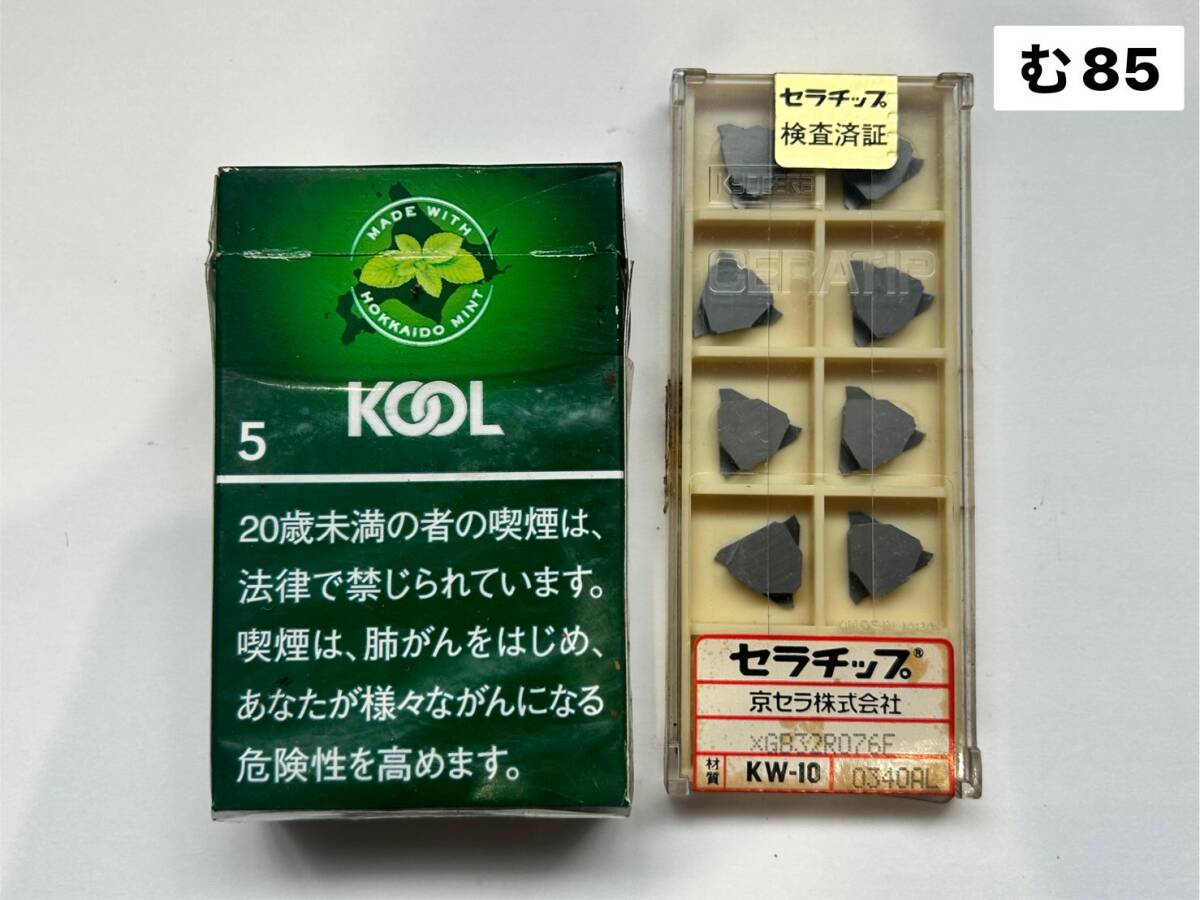 む85
MADE WITH
HOKKAIDO MINT
KOOL
5
20歳未満の者の喫煙は、
法律で禁じられています。
喫煙は、肺がんをはじめ、
あなたが様々ながんになる
危険性を高めます。
セラチップ
検査済証
KYOCERA
CERATIP
セラチップ®
京セラ株式会社
xGB32R076F
材質 KW-10 0340AL